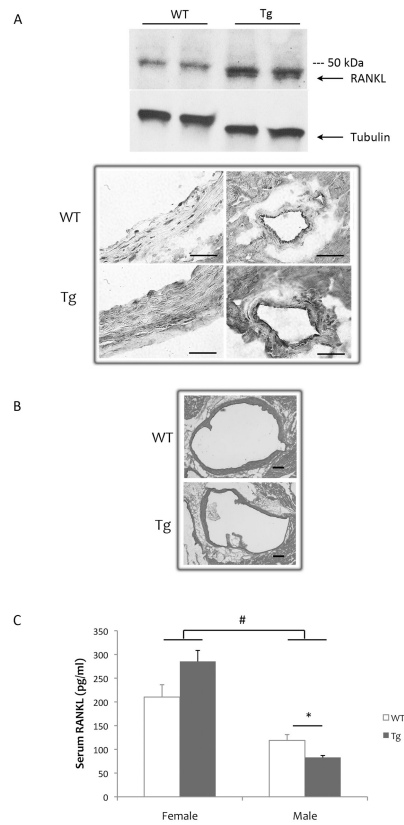 A
WT Tg
--- 50 kDa
RANKL
Tubulin
WT
Tg
B
WT
Tg
C
#
350
300
250
200
150
100
50
0
Serum RANKL (pg/ml)
*
WT
Tg
Female Male